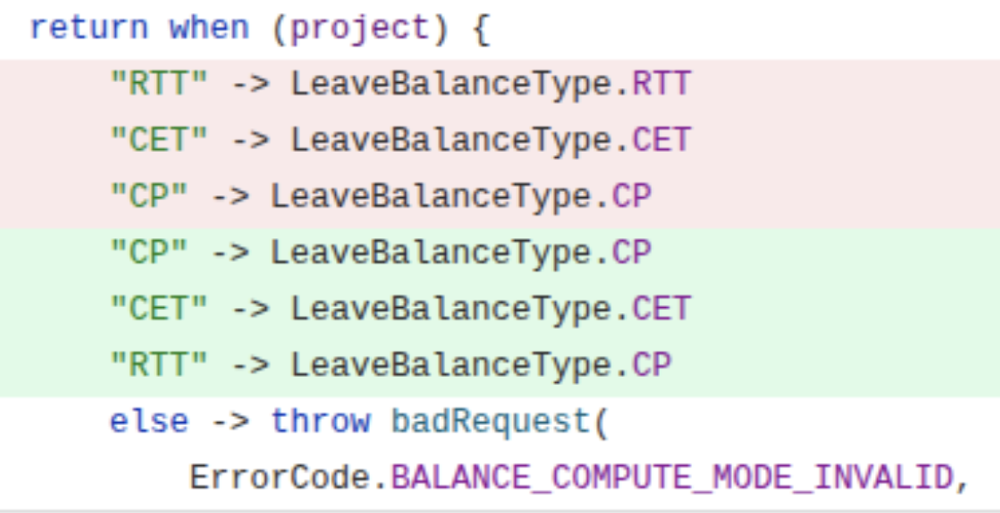 return when (project) {
"RTT" -> LeaveBalanceType.RTT
"CET" -> LeaveBalanceType.CET
"CP" -> LeaveBalanceType.CP
"CP" -> LeaveBalanceType.CP
"CET" -> LeaveBalanceType.CET
"RTT" -> LeaveBalanceType.CP
else -> throw badRequest(
ErrorCode.BALANCE_COMPUTE_MODE_INVALID,